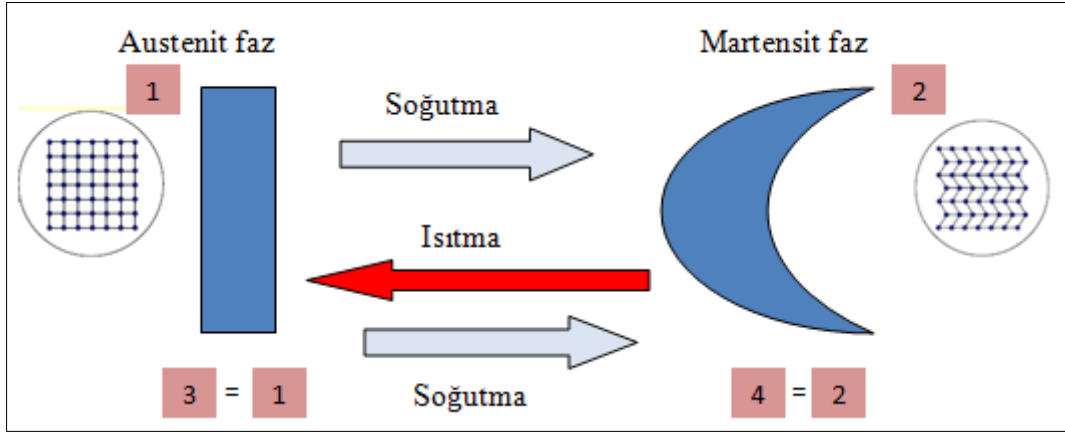 Austenit faz
Martensit faz
1
2
Soğutma
Isıtma
Soğutma
3 = 1
4 = 2